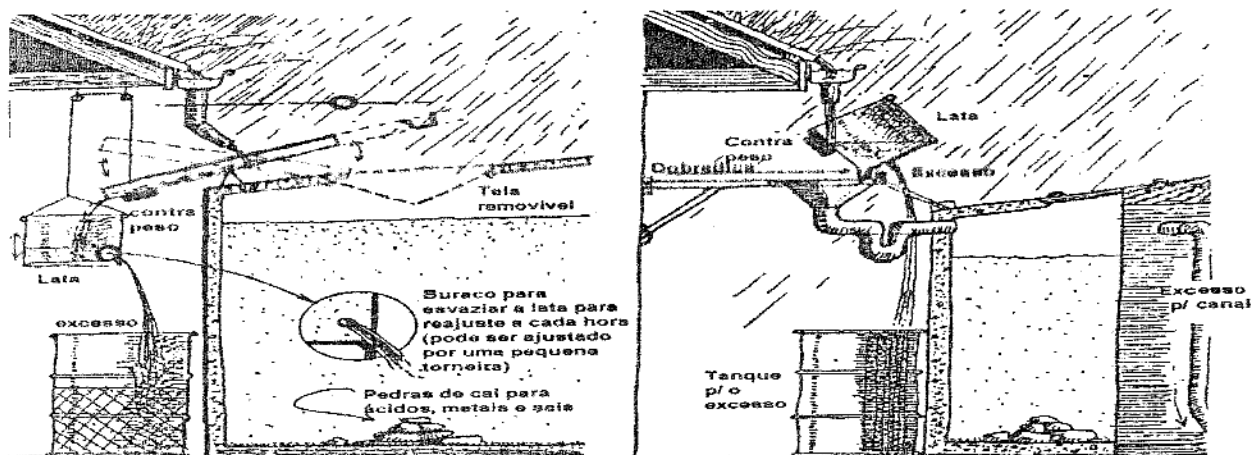 Tela
removivel
contra
peso
Lata
excesso
Buraco para
esvaziar a lata para
reajuste a cada hora
(pode ser ajustado
por uma pequena
torneira)
Pedras de cal para
ácidos, metais e sais
Lata
Contra
peso
Dobradiça
Excesso
Excesso
p/ canal
Tanque
p/ o
excesso